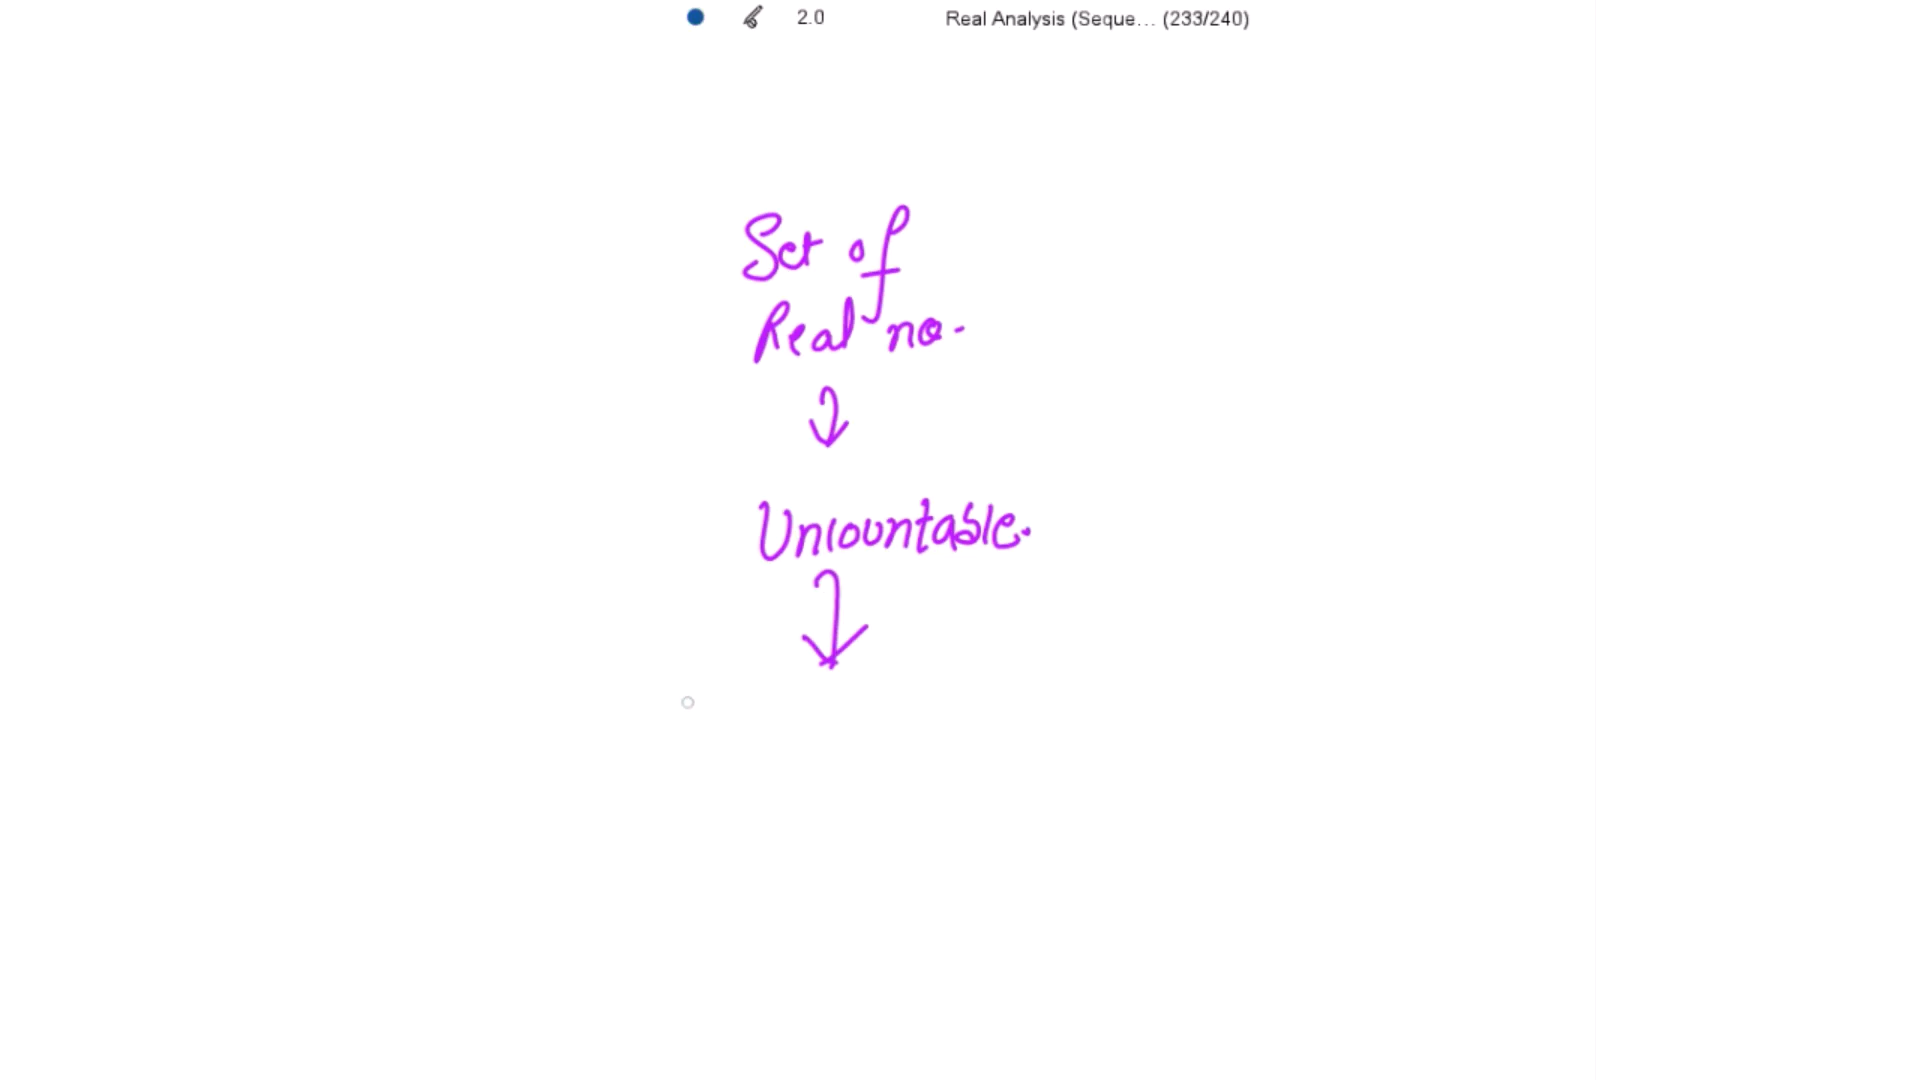 2.0 Real Analysis (Seque... (233/240)
Set of
Real no.
Uncountable.